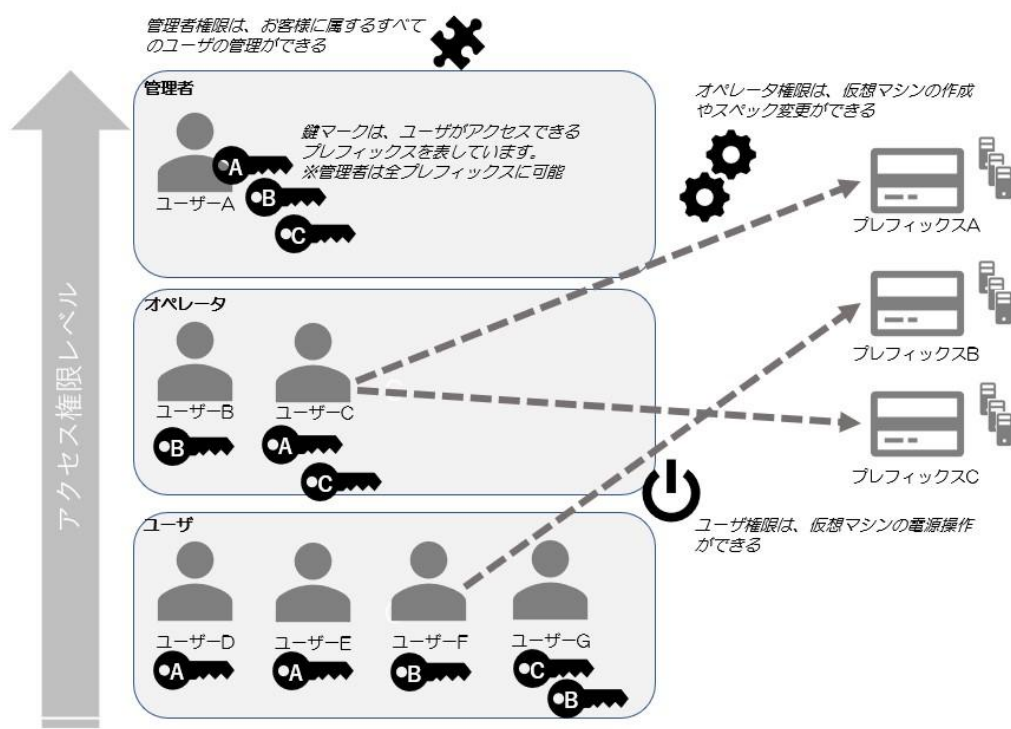 管理者権限は、お客様に属するすべて
のユーザの管理ができる
管理者
鍵マークは、ユーザがアクセスできる
プレフィックスを表しています。
※管理者は全プレフィックスに可能
A
ユーザーA
B
C
オペレータ権限は、仮想マシンの作成
やスペック変更ができる
プレフィックスA
アクセス権限レベル
オペレータ
ユーザーB
ユーザーC
B
A
C
プレフィックスB
プレフィックスC
ユーザ権限は、仮想マシンの電源操作
ができる
ユーザ
ユーザーD
ユーザーE
ユーザーF
ユーザーG
A
A
B
C
B